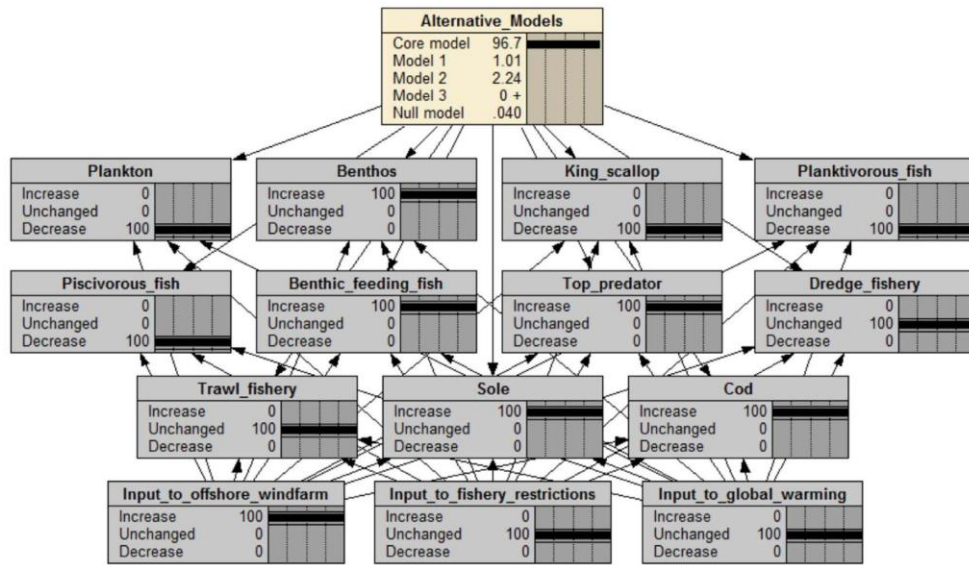 Alternative_Models
Core model 96.7
Model 1 1.01
Model 2 2.24
Model 3 0 +
Null model .040
Plankton
Increase 0
Unchanged 0
Decrease 100
Benthos
Increase 100
Unchanged 0
Decrease 0
King_scallop
Increase 0
Unchanged 0
Decrease 100
Planktivorous_fish
Increase 0
Unchanged 0
Decrease 100
Piscivorous_fish
Increase 0
Unchanged 0
Decrease 100
Benthic_feeding_fish
Increase 100
Unchanged 0
Decrease 0
Top_predator
Increase 100
Unchanged 0
Decrease 0
Dredge_fishery
Increase 0
Unchanged 100
Decrease 0
Trawl_fishery
Increase 0
Unchanged 100
Decrease 0
Sole
Increase 100
Unchanged 0
Decrease 0
Cod
Increase 100
Unchanged 0
Decrease 0
Input_to_offshore_windfarm
Increase 100
Unchanged 0
Decrease 0
Input_to_fishery_restrictions
Increase 0
Unchanged 100
Decrease 0
Input_to_global_warming
Increase 0
Unchanged 100
Decrease 0